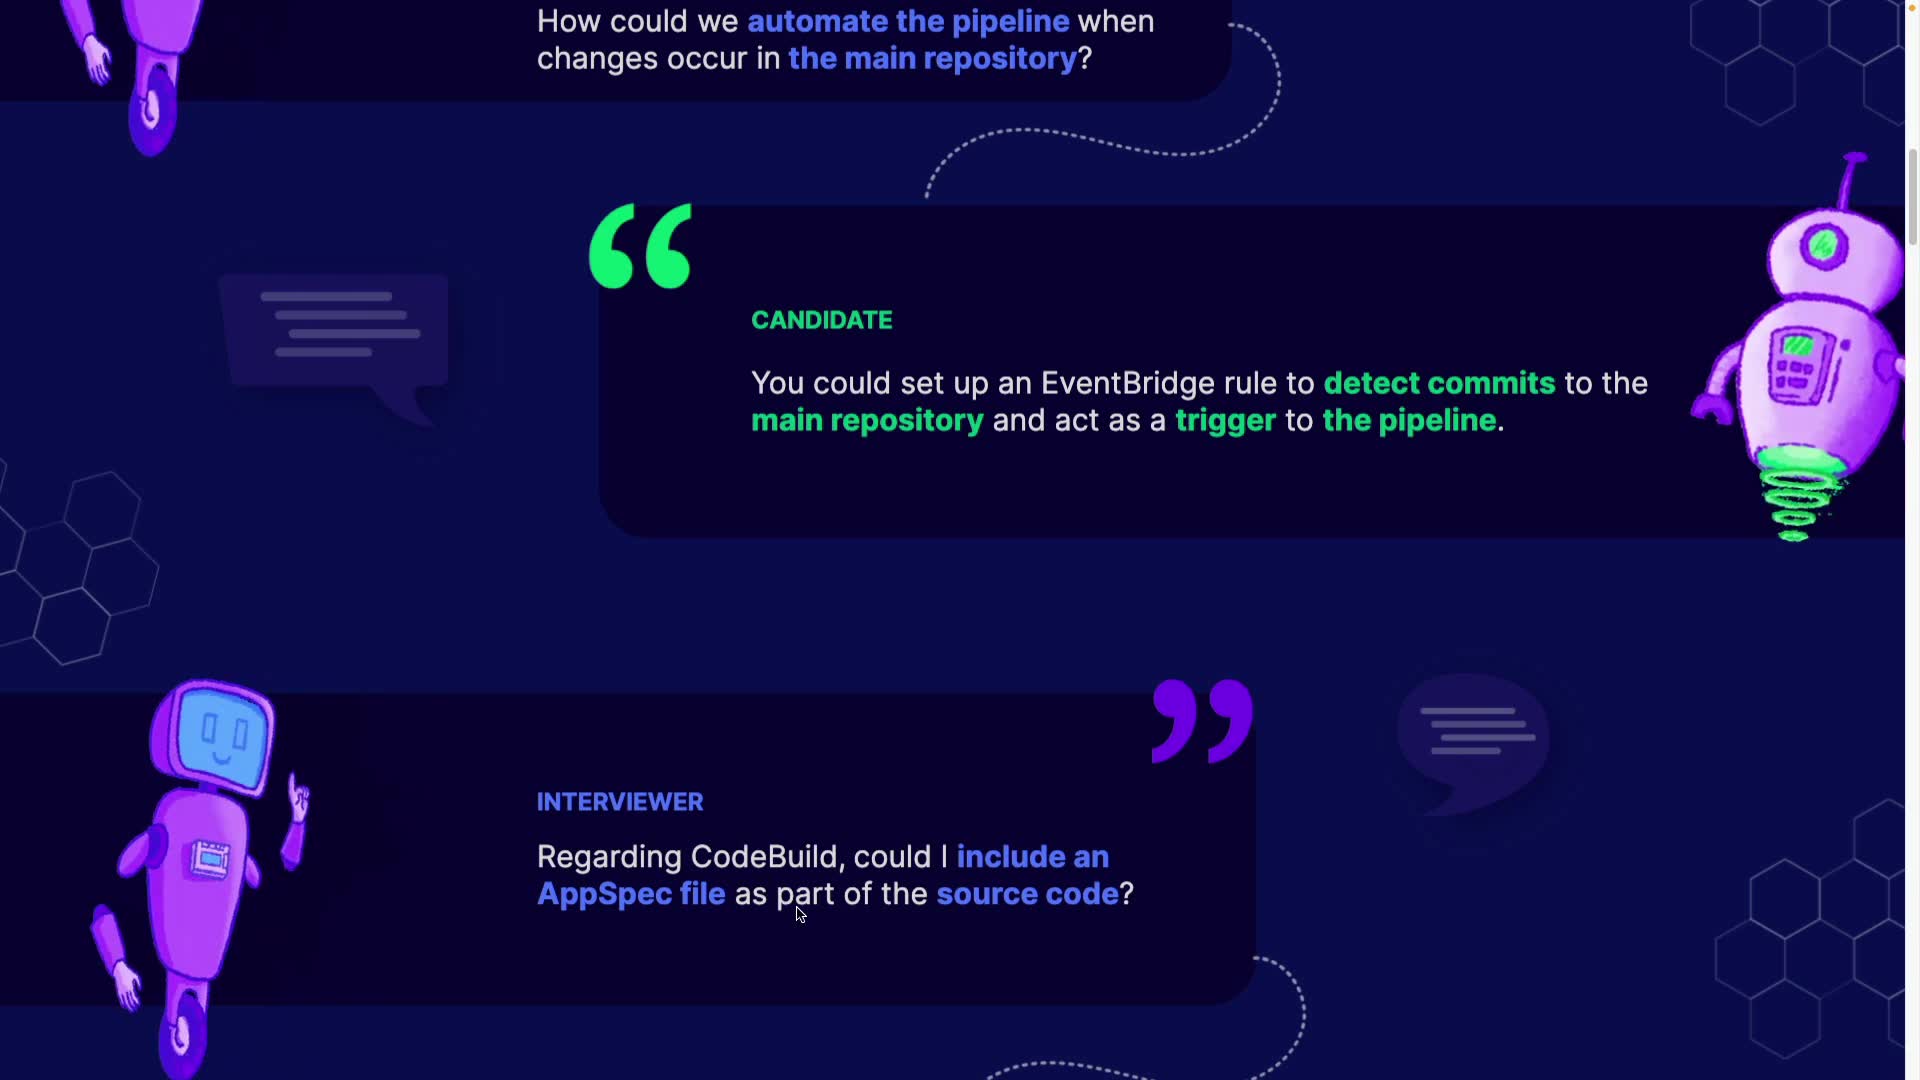 How could we automate the pipeline when
changes occur in the main repository?
CANDIDATE
You could set up an EventBridge rule to detect commits to the
main repository and act as a trigger to the pipeline.
INTERVIEWER
Regarding CodeBuild, could I include an
AppSpec file as part of the source code?